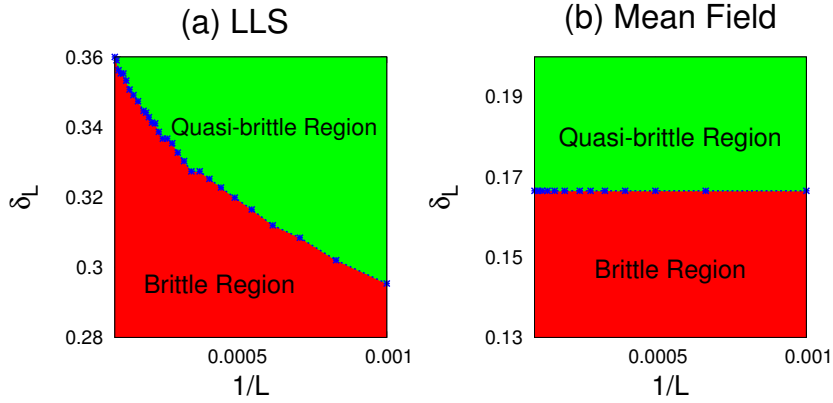 (a) LLS
0.36
0.34
0.32
0.3
0.28
δL
Quasi-brittle Region
Brittle Region
0.0005
0.001
1/L
(b) Mean Field
0.19
0.17
0.15
0.13
δL
Quasi-brittle Region
Brittle Region
0.0005
0.001
1/L